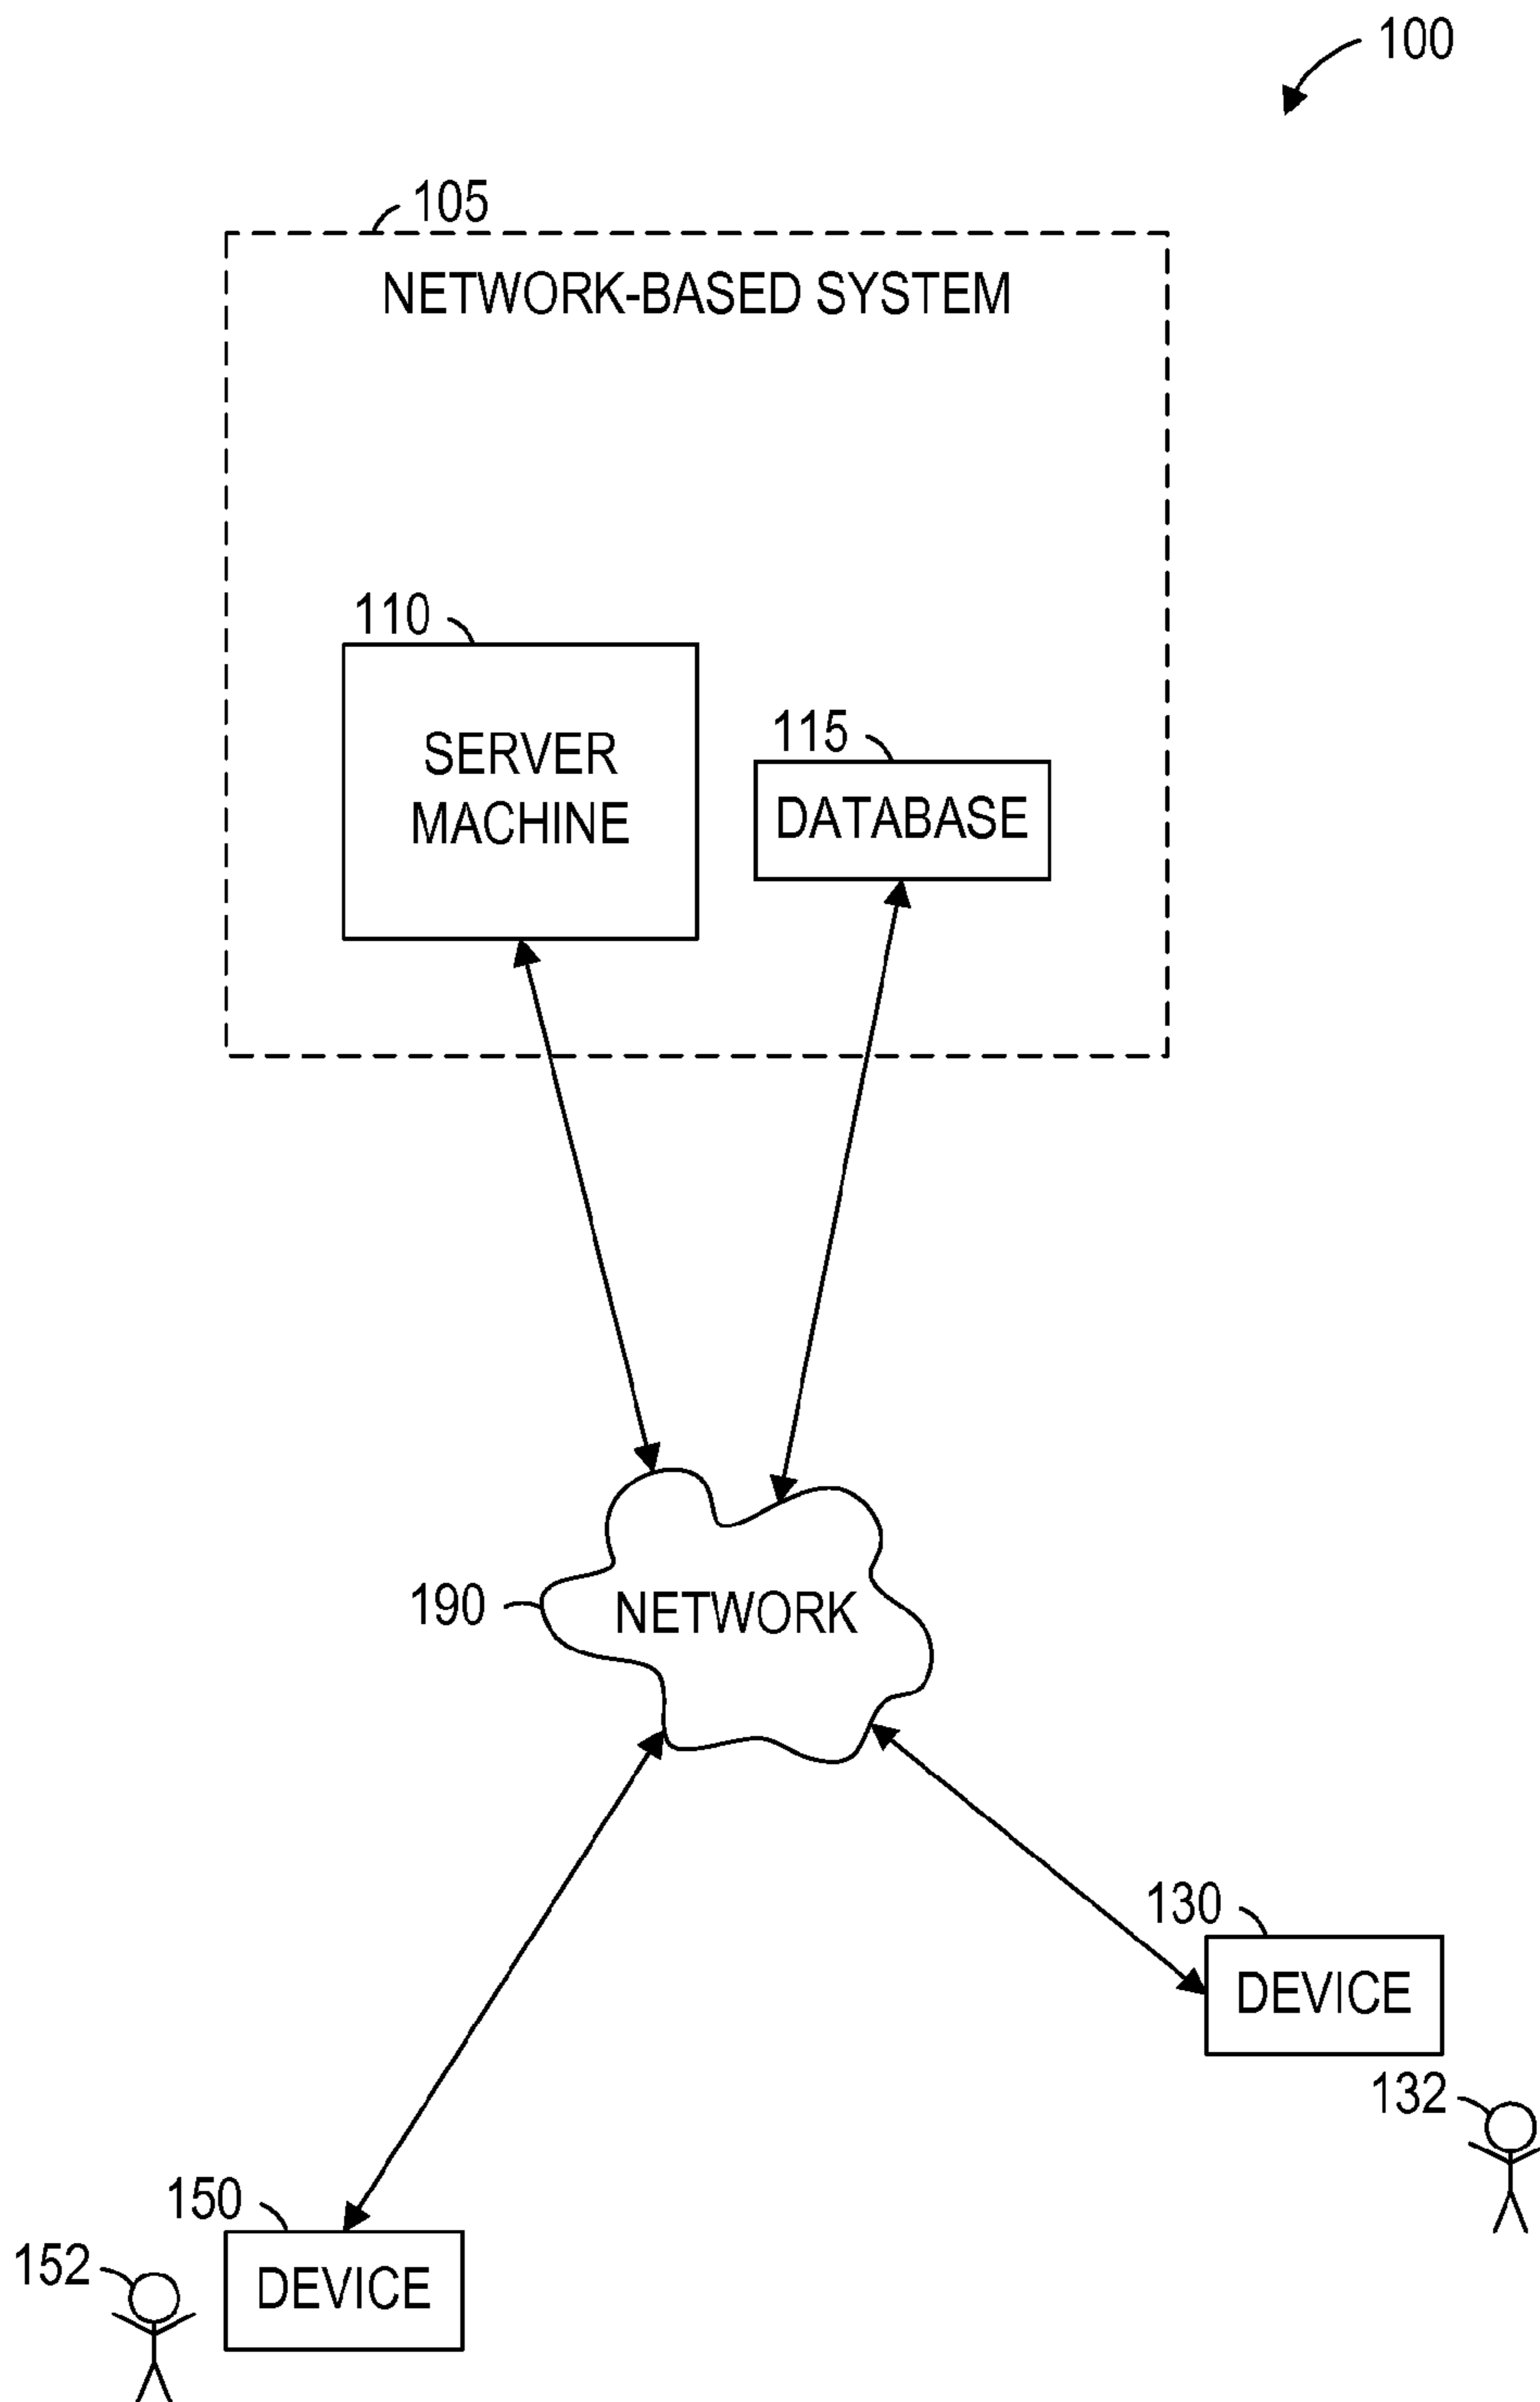 100
105
NETWORK-BASED SYSTEM
110
SERVER
MACHINE
115
DATABASE
190
NETWORK
130
DEVICE
132
150
DEVICE
152